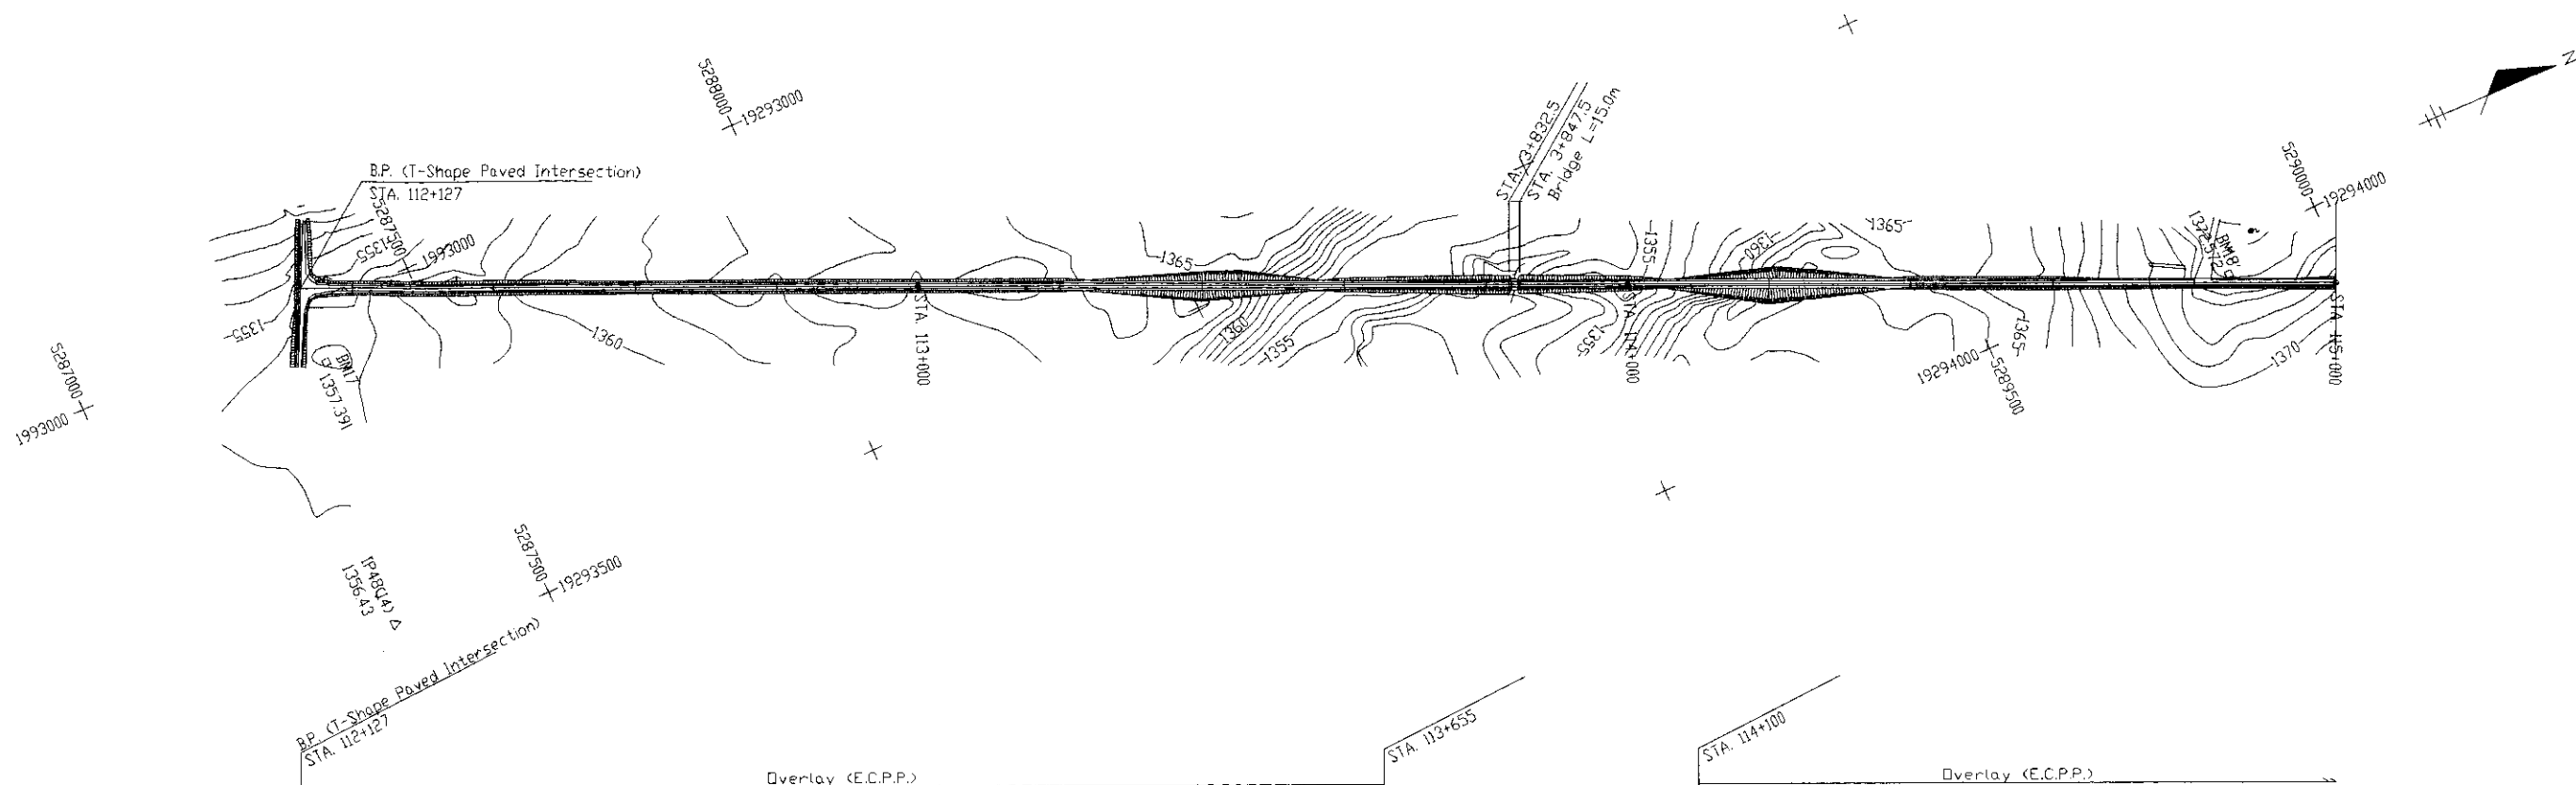 N
5288000
19293000
STA. 3+832.5
STA. 3+847.5
Bridge L=15.0m
5290000
19294000
B.P. (T-Shape Paved Intersection)
STA. 112+127
5287500
1993000
-1355
-1365
-1355-
-1360-
1365-
BM18'
-1355-
-1360
-1360-
-1355
1355
-1365-
-1370
STA. 113+000
STA. 114+000
STA. 115+000
BM17
1357.391
5287000
1993000
19294000
5289500
5287500
19293500
IP48(14)
1356.43
B.P. (T-Shape Paved Intersection)
STA. 112+127
STA. 113+655
STA. 114+100
Overlay (E.C.P.P.)
Overlay (E.C.P.P.)